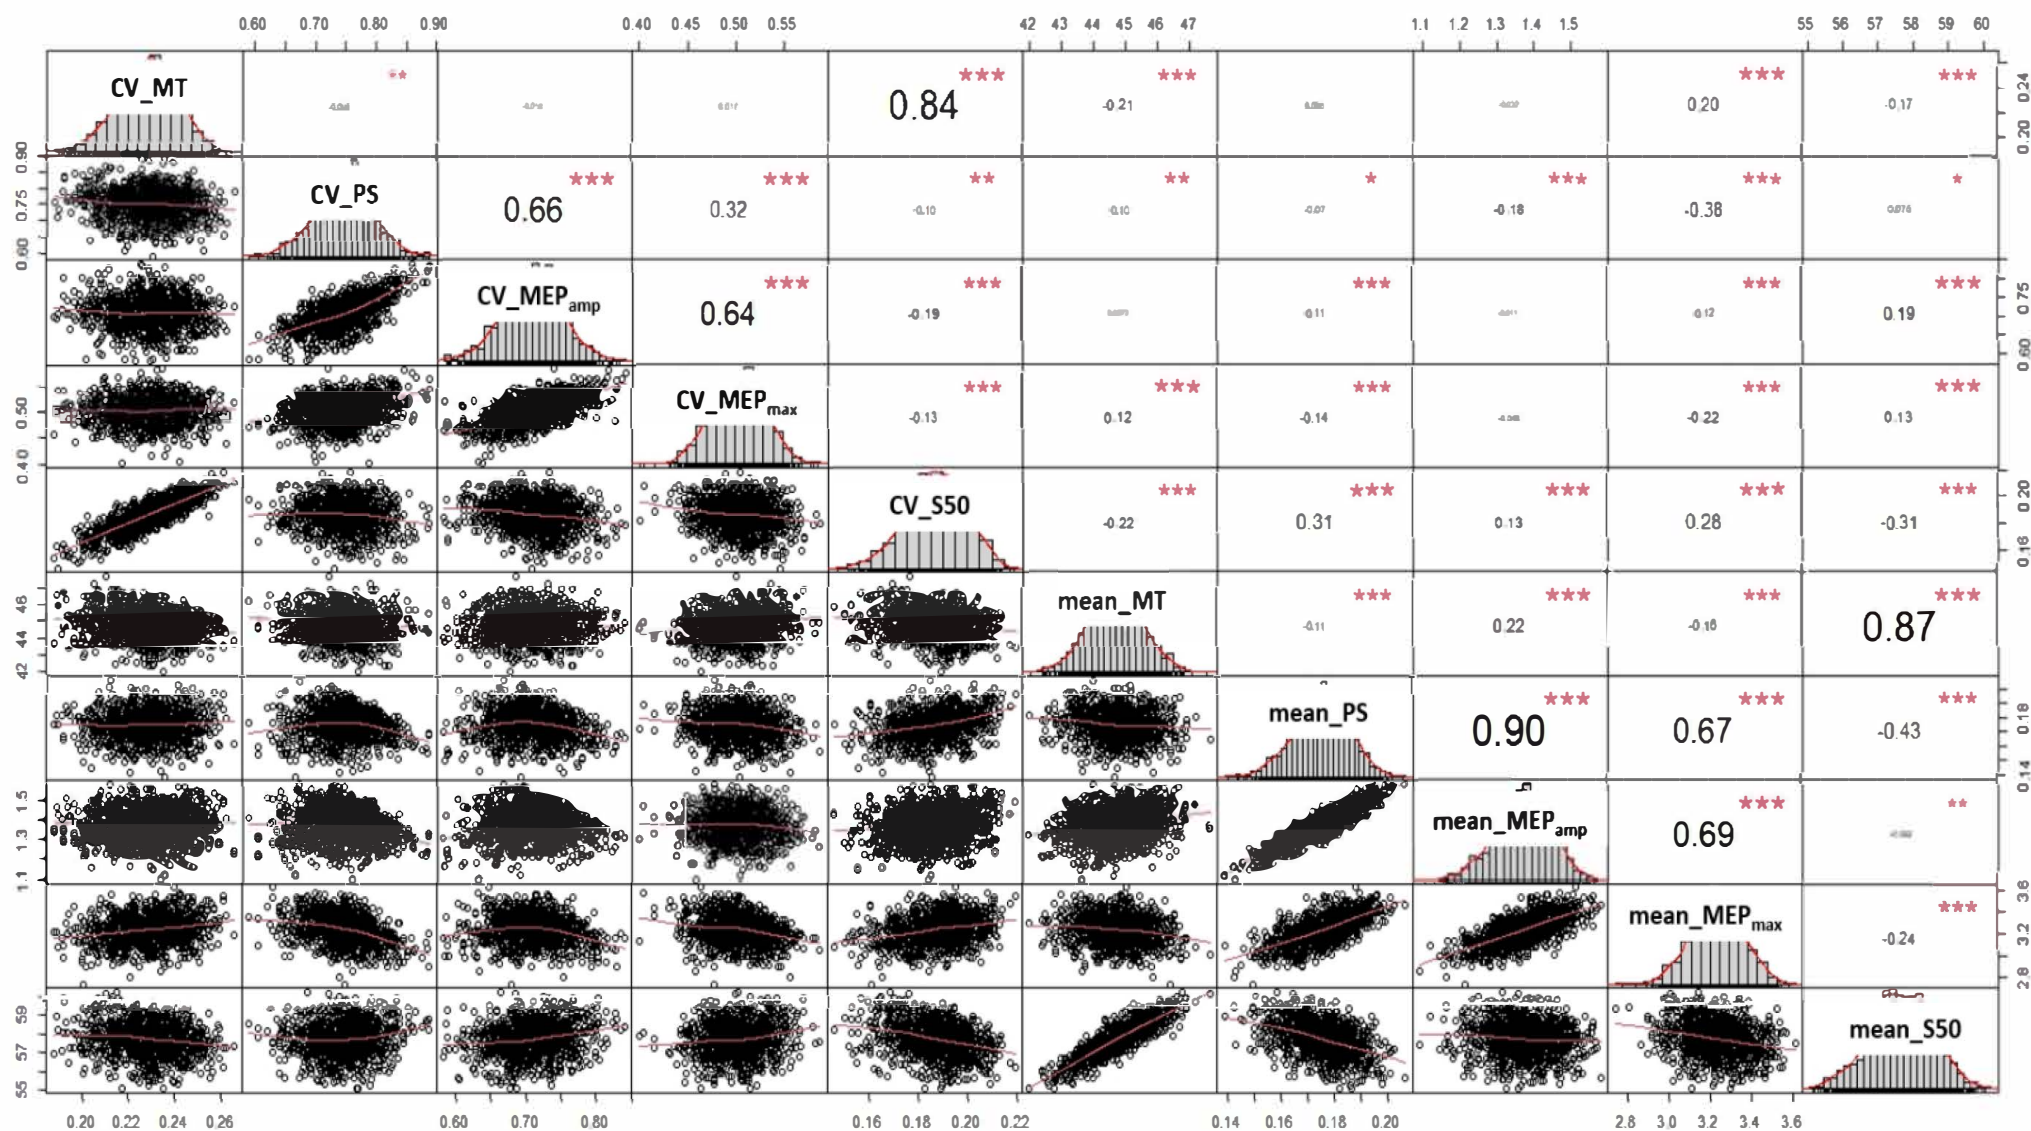 0.60 0.70 0.80 0.90 0.40 0.45 0.50 0.55 42 43 44 45 46 47 1.1 1.2 1.3 1.4 1.5 55 56 57 58 59 60
CV_MT ** 0.84 *** -0.21 *** 0.20 *** -0.17 *** 0.20 0.24
0.60 0.75 0.90 CV_PS 0.66 *** 0.32 *** -0.10 ** -0.10 ** -0.07 * -0.18 *** -0.38 *** 0.076 *
CV_MEPamp 0.64 *** -0.19 *** -0.11 *** -0.12 *** 0.19 *** 0.60 0.75
0.40 0.50 CV_MEPmax -0.13 *** 0.12 *** -0.14 *** -0.22 *** 0.13 ***
CV_S50 -0.22 *** 0.31 *** 0.13 *** 0.28 *** -0.31 *** 0.16 0.20
42 44 46 mean_MT -0.11 *** 0.22 *** -0.16 *** 0.87 ***
mean_PS 0.90 *** 0.67 *** -0.43 *** 0.14 0.18
1.1 1.3 1.5 mean_MEPamp 0.69 *** **
mean_MEPmax -0.24 *** 2.8 3.2 3.6
55 57 59 mean_S50
0.20 0.22 0.24 0.26 0.60 0.70 0.80 0.16 0.18 0.20 0.22 0.14 0.16 0.18 0.20 2.8 3.0 3.2 3.4 3.6